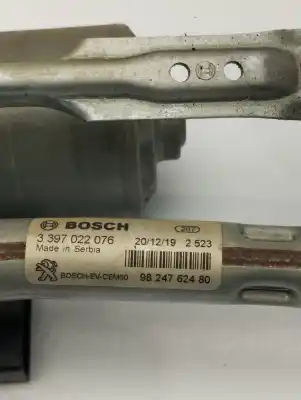 BOSCH
3 397 022 076 20/12/19 2 523
Made in Serbia
BOSCH-EV-CEM00
98 247 624 80